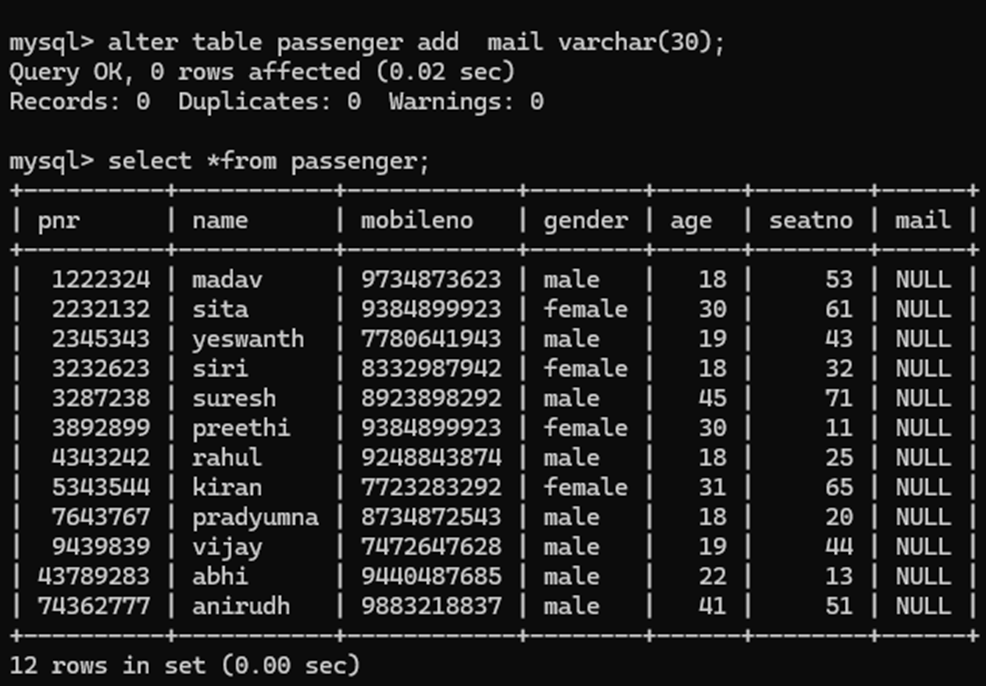 mysql> alter table passenger add  mail varchar(30);
Query OK, 0 rows affected (0.02 sec)
Records: 0  Duplicates: 0  Warnings: 0
mysql> select *from passenger;
+----------+-----------+------------+--------+------+--------+------+
| pnr      | name      | mobileno   | gender | age  | seatno | mail |
+----------+-----------+------------+--------+------+--------+------+
|  1222324 | madav     | 9734873623 | male   |   18 |     53 | NULL |
|  2232132 | sita      | 9384899923 | female |   30 |     61 | NULL |
|  2345343 | yeswanth  | 7780641943 | male   |   19 |     43 | NULL |
|  3232623 | siri      | 8332987942 | female |   18 |     32 | NULL |
|  3287238 | suresh    | 8923898292 | male   |   45 |     71 | NULL |
|  3892899 | preethi   | 9384899923 | female |   30 |     11 | NULL |
|  4343242 | rahul     | 9248843874 | male   |   18 |     25 | NULL |
|  5343544 | kiran     | 7723283292 | female |   31 |     65 | NULL |
|  7643767 | pradyumna | 8734872543 | male   |   18 |     20 | NULL |
|  9439839 | vijay     | 7472647628 | male   |   19 |     44 | NULL |
| 43789283 | abhi      | 9440487685 | male   |   22 |     13 | NULL |
| 74362777 | anirudh   | 9883218837 | male   |   41 |     51 | NULL |
+----------+-----------+------------+--------+------+--------+------+
12 rows in set (0.00 sec)